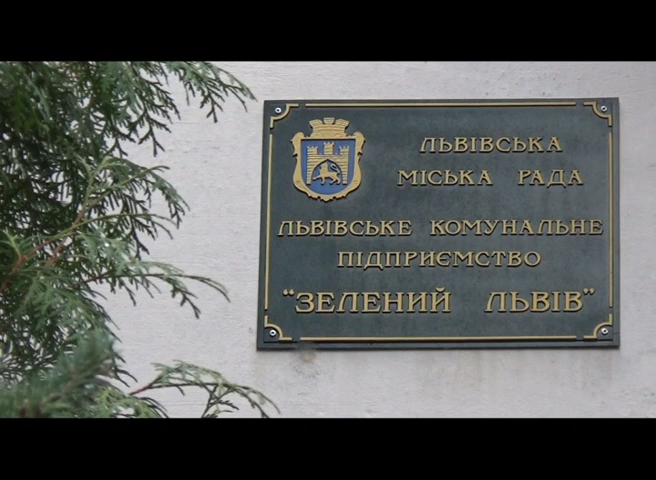 ЛЬВІВСЬКА
МІСЬКА РАДА
ЛЬВІВСЬКЕ КОМУНАЛЬНЕ
ПІДПРИЄМСТВО
"ЗЕЛЕНИЙ ЛЬВІВ"